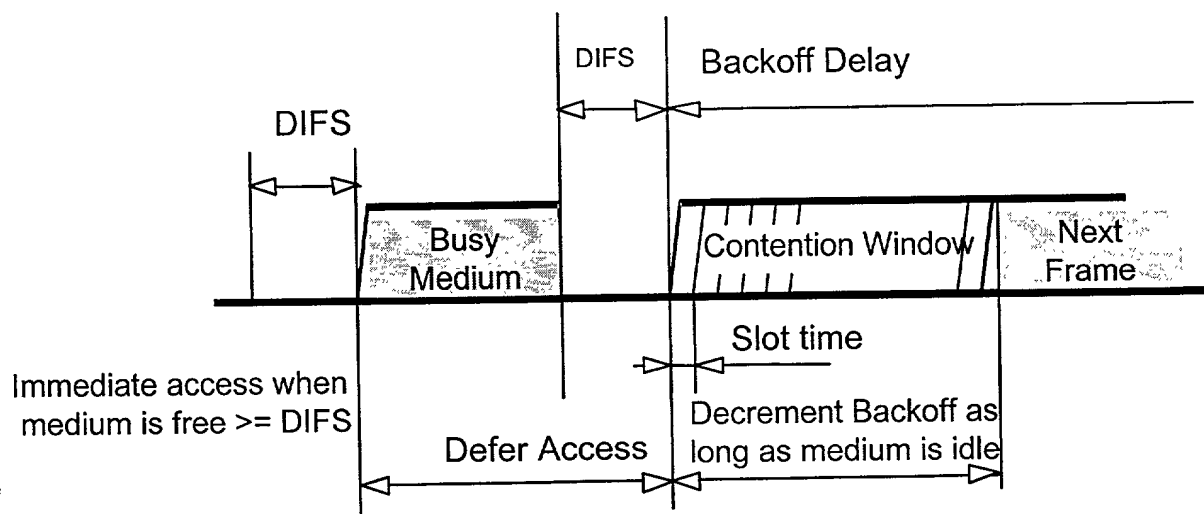 DIFS
Backoff Delay
DIFS
Busy
Medium
Contention Window
Next
Frame
Slot time
Immediate access when
medium is free >= DIFS
Decrement Backoff as
long as medium is idle
Defer Access